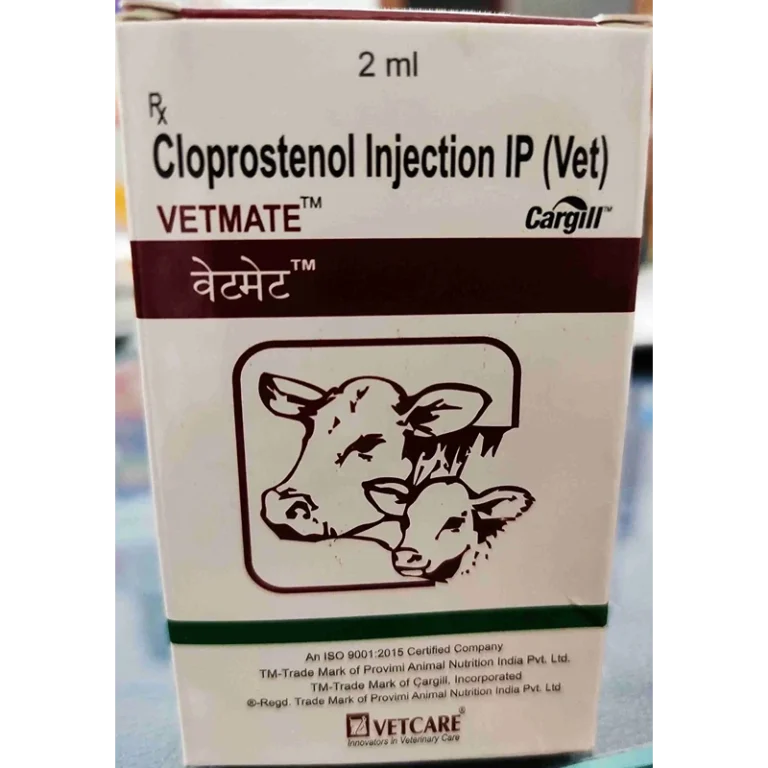 2 ml
Rx
Cloprostenol Injection IP (Vet)
VETMATE™ Cargill™
वेटमेट™
An ISO 9001:2015 Certified Company
TM-Trade Mark of Provimi Animal Nutrition India Pvt. Ltd.
TM-Trade Mark of Cargill, Incorporated
®-Regd. Trade Mark of Provimi Animal Nutrition India Pvt. Ltd
VETCARE®
Innovators in Veterinary Care